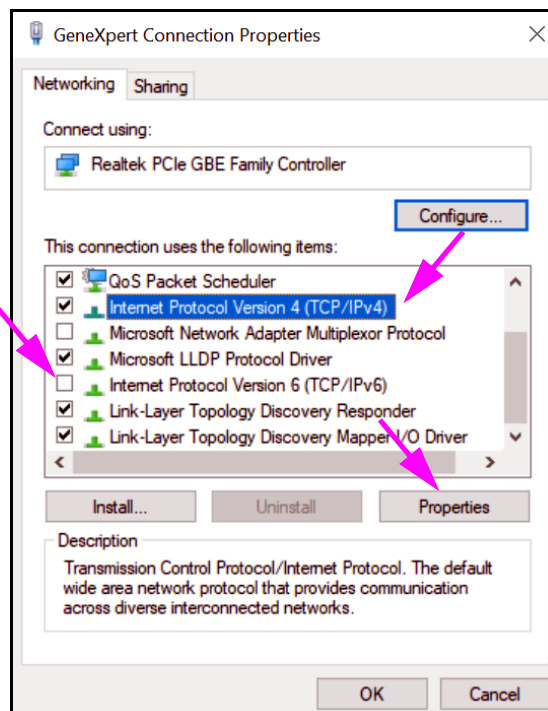 GeneXpert Connection Properties
Networking Sharing
Connect using:
Realtek PCIe GBE Family Controller
Configure...
This connection uses the following items:
QoS Packet Scheduler
Internet Protocol Version 4 (TCP/IPv4)
Microsoft Network Adapter Multiplexor Protocol
Microsoft LLDP Protocol Driver
Internet Protocol Version 6 (TCP/IPv6)
Link-Layer Topology Discovery Responder
Link-Layer Topology Discovery Mapper I/O Driver
Install... Uninstall Properties
Description
Transmission Control Protocol/Internet Protocol. The default
wide area network protocol that provides communication
across diverse interconnected networks.
OK Cancel